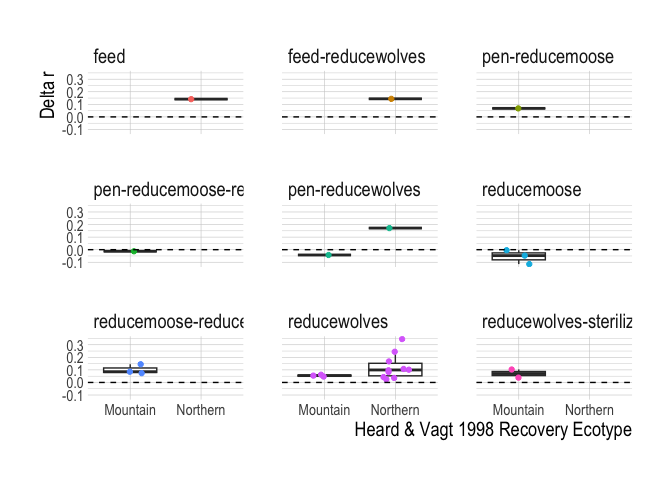 feed
feed-reducewolves
pen-reducemoose
Delta r
0.3
0.2
0.1
0.0
-0.1
pen-reducemoose-re
pen-reducewolves
reducemoose
0.3
0.2
0.1
0.0
-0.1
reducemoose-reduce
reducewolves
reducewolves-steriliz
0.3
0.2
0.1
0.0
-0.1
Mountain Northern
Mountain Northern
Mountain Northern
Heard & Vagt 1998 Recovery Ecotype